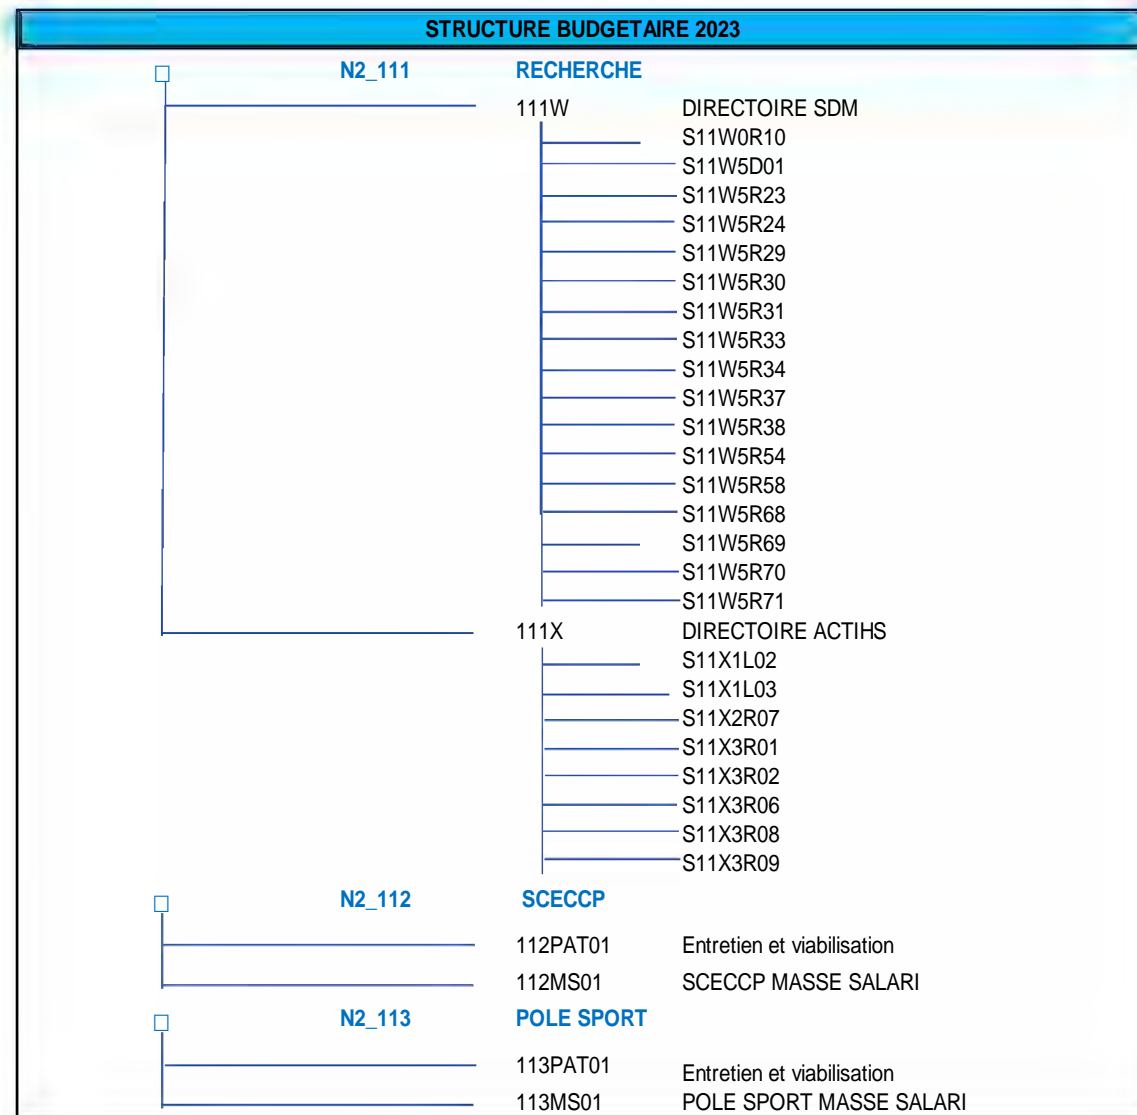 STRUCTURE BUDGETAIRE 2023
N2_111 RECHERCHE
111W DIRECTOIRE SDM
S11W0R10
S11W5D01
S11W5R23
S11W5R24
S11W5R29
S11W5R30
S11W5R31
S11W5R33
S11W5R34
S11W5R37
S11W5R38
S11W5R54
S11W5R58
S11W5R68
S11W5R69
S11W5R70
S11W5R71
111X DIRECTOIRE ACTIHS
S11X1L02
S11X1L03
S11X2R07
S11X3R01
S11X3R02
S11X3R06
S11X3R08
S11X3R09
N2_112 SCECCP
112PAT01 Entretien et viabilisation
112MS01 SCECCP MASSE SALARI
N2_113 POLE SPORT
113PAT01 Entretien et viabilisation
113MS01 POLE SPORT MASSE SALARI